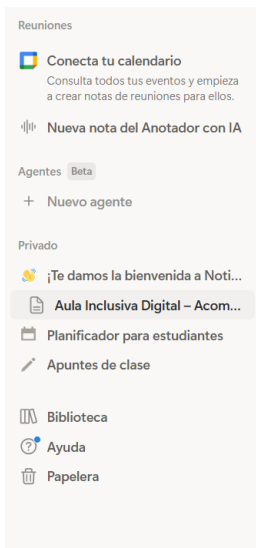 Reuniones
Conecta tu calendario
Consulta todos tus eventos y empieza
a crear notas de reuniones para ellos.
Nueva nota del Anotador con IA
Agentes Beta
+ Nuevo agente
Privado
¡Te damos la bienvenida a Noti...
Aula Inclusiva Digital – Acom...
Planificador para estudiantes
Apuntes de clase
Biblioteca
Ayuda
Papelera